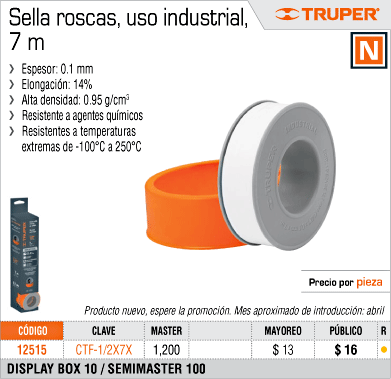 Sella roscas, uso industrial,
7 m
TRUPER®
N
› Espesor: 0.1 mm
› Elongación: 14%
› Alta densidad: 0.95 g/cm³
› Resistente a agentes químicos
› Resistentes a temperaturas
extremas de -100°C a 250°C
TRUPER
TRUPER
Precio por pieza
Producto nuevo, espere la promoción. Mes aproximado de introducción: abril
CÓDIGO CLAVE MASTER MAYOREO PÚBLICO R
12515 CTF-1/2X7X 1,200 $ 13 $ 16
DISPLAY BOX 10 / SEMIMASTER 100